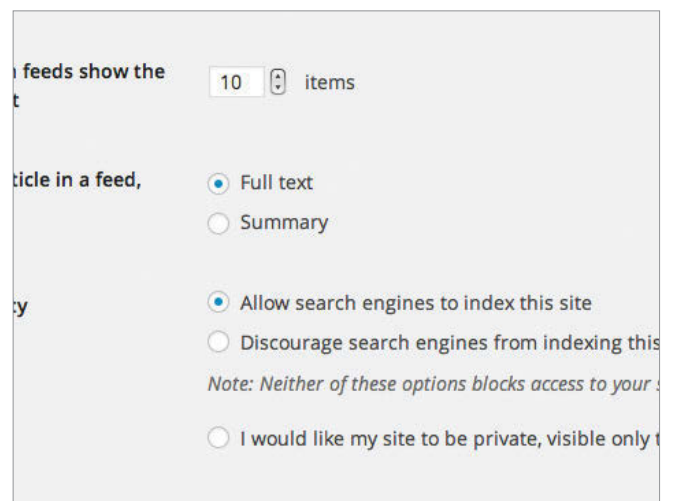 feeds show the
t
10 items
ticle in a feed,
Full text
Summary
ty
Allow search engines to index this site
Discourage search engines from indexing this
Note: Neither of these options blocks access to your
I would like my site to be private, visible only